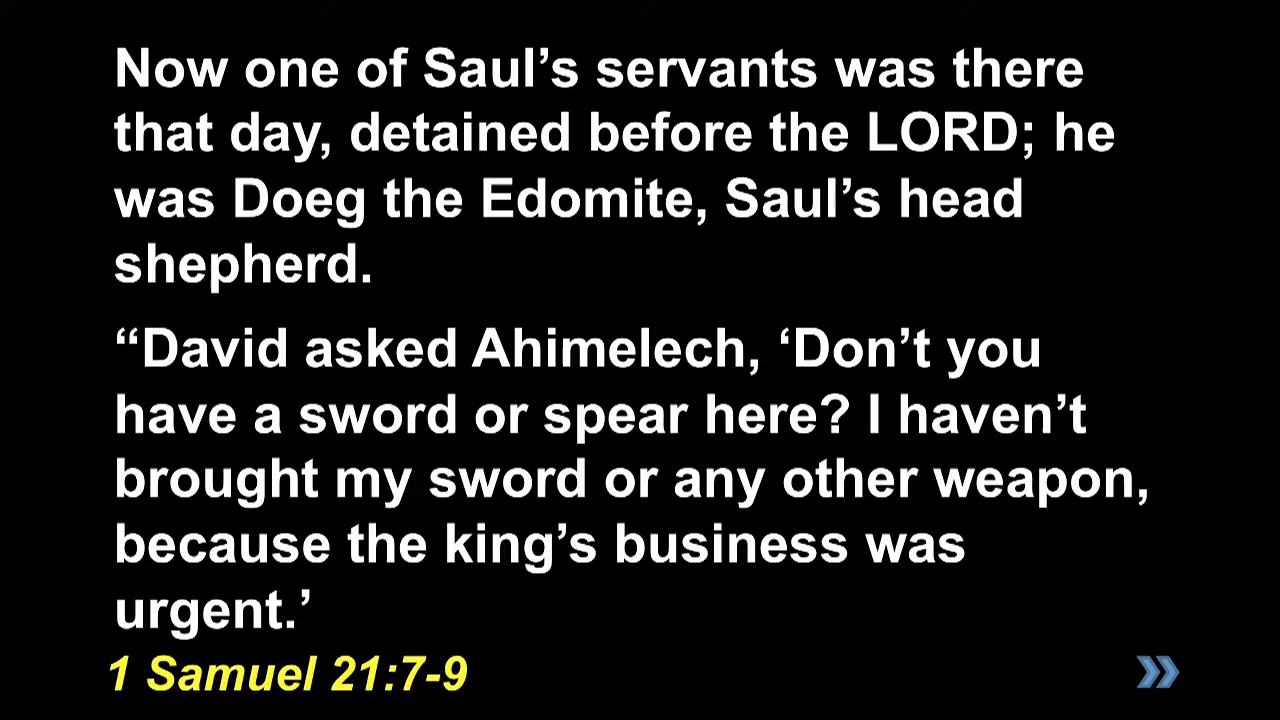 Now one of Saul’s servants was there
that day, detained before the LORD; he
was Doeg the Edomite, Saul’s head
shepherd.
“David asked Ahimelech, ‘Don’t you
have a sword or spear here? I haven’t
brought my sword or any other weapon,
because the king’s business was
urgent.’
1 Samuel 21:7-9